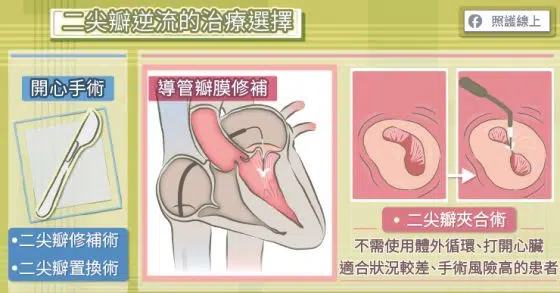 二尖瓣逆流的治療選擇
照護線上
開心手術
•二尖瓣修補術
•二尖瓣置換術
導管瓣膜修補
• 二尖瓣夾合術
不需使用體外循環、打開心臟
適合狀況較差、手術風險高的患者